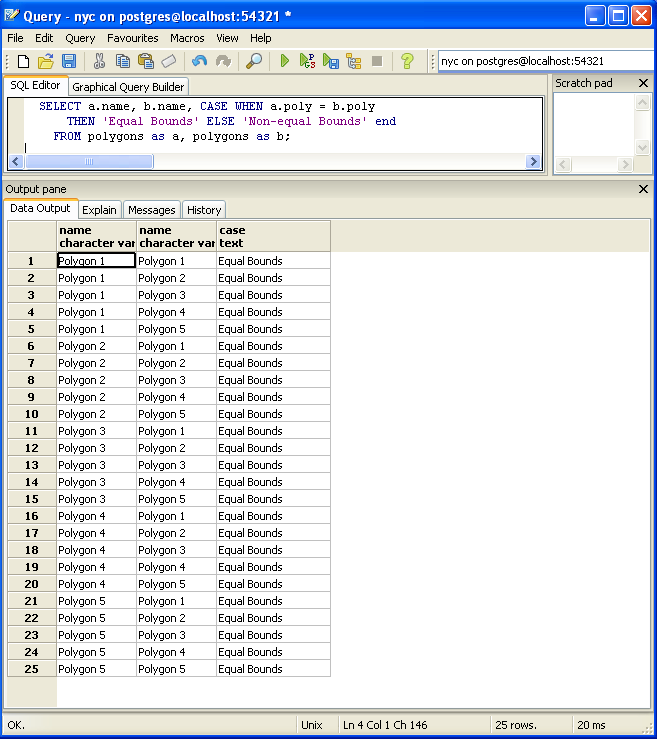 Query - nyc on postgres@localhost:54321 *
File Edit Query Favourites Macros View Help
nyc on postgres@localhost:54321
SQL Editor Graphical Query Builder
Scratch pad
SELECT a.name, b.name, CASE WHEN a.poly = b.poly
THEN 'Equal Bounds' ELSE 'Non-equal Bounds' end
FROM polygons as a, polygons as b;
Output pane
Data Output Explain Messages History
name name case
character var character var text
1 Polygon 1 Polygon 1 Equal Bounds
2 Polygon 1 Polygon 2 Equal Bounds
3 Polygon 1 Polygon 3 Equal Bounds
4 Polygon 1 Polygon 4 Equal Bounds
5 Polygon 1 Polygon 5 Equal Bounds
6 Polygon 2 Polygon 1 Equal Bounds
7 Polygon 2 Polygon 2 Equal Bounds
8 Polygon 2 Polygon 3 Equal Bounds
9 Polygon 2 Polygon 4 Equal Bounds
10 Polygon 2 Polygon 5 Equal Bounds
11 Polygon 3 Polygon 1 Equal Bounds
12 Polygon 3 Polygon 2 Equal Bounds
13 Polygon 3 Polygon 3 Equal Bounds
14 Polygon 3 Polygon 4 Equal Bounds
15 Polygon 3 Polygon 5 Equal Bounds
16 Polygon 4 Polygon 1 Equal Bounds
17 Polygon 4 Polygon 2 Equal Bounds
18 Polygon 4 Polygon 3 Equal Bounds
19 Polygon 4 Polygon 4 Equal Bounds
20 Polygon 4 Polygon 5 Equal Bounds
21 Polygon 5 Polygon 1 Equal Bounds
22 Polygon 5 Polygon 2 Equal Bounds
23 Polygon 5 Polygon 3 Equal Bounds
24 Polygon 5 Polygon 4 Equal Bounds
25 Polygon 5 Polygon 5 Equal Bounds
OK. Unix Ln 4 Col 1 Ch 146 25 rows. 20 ms